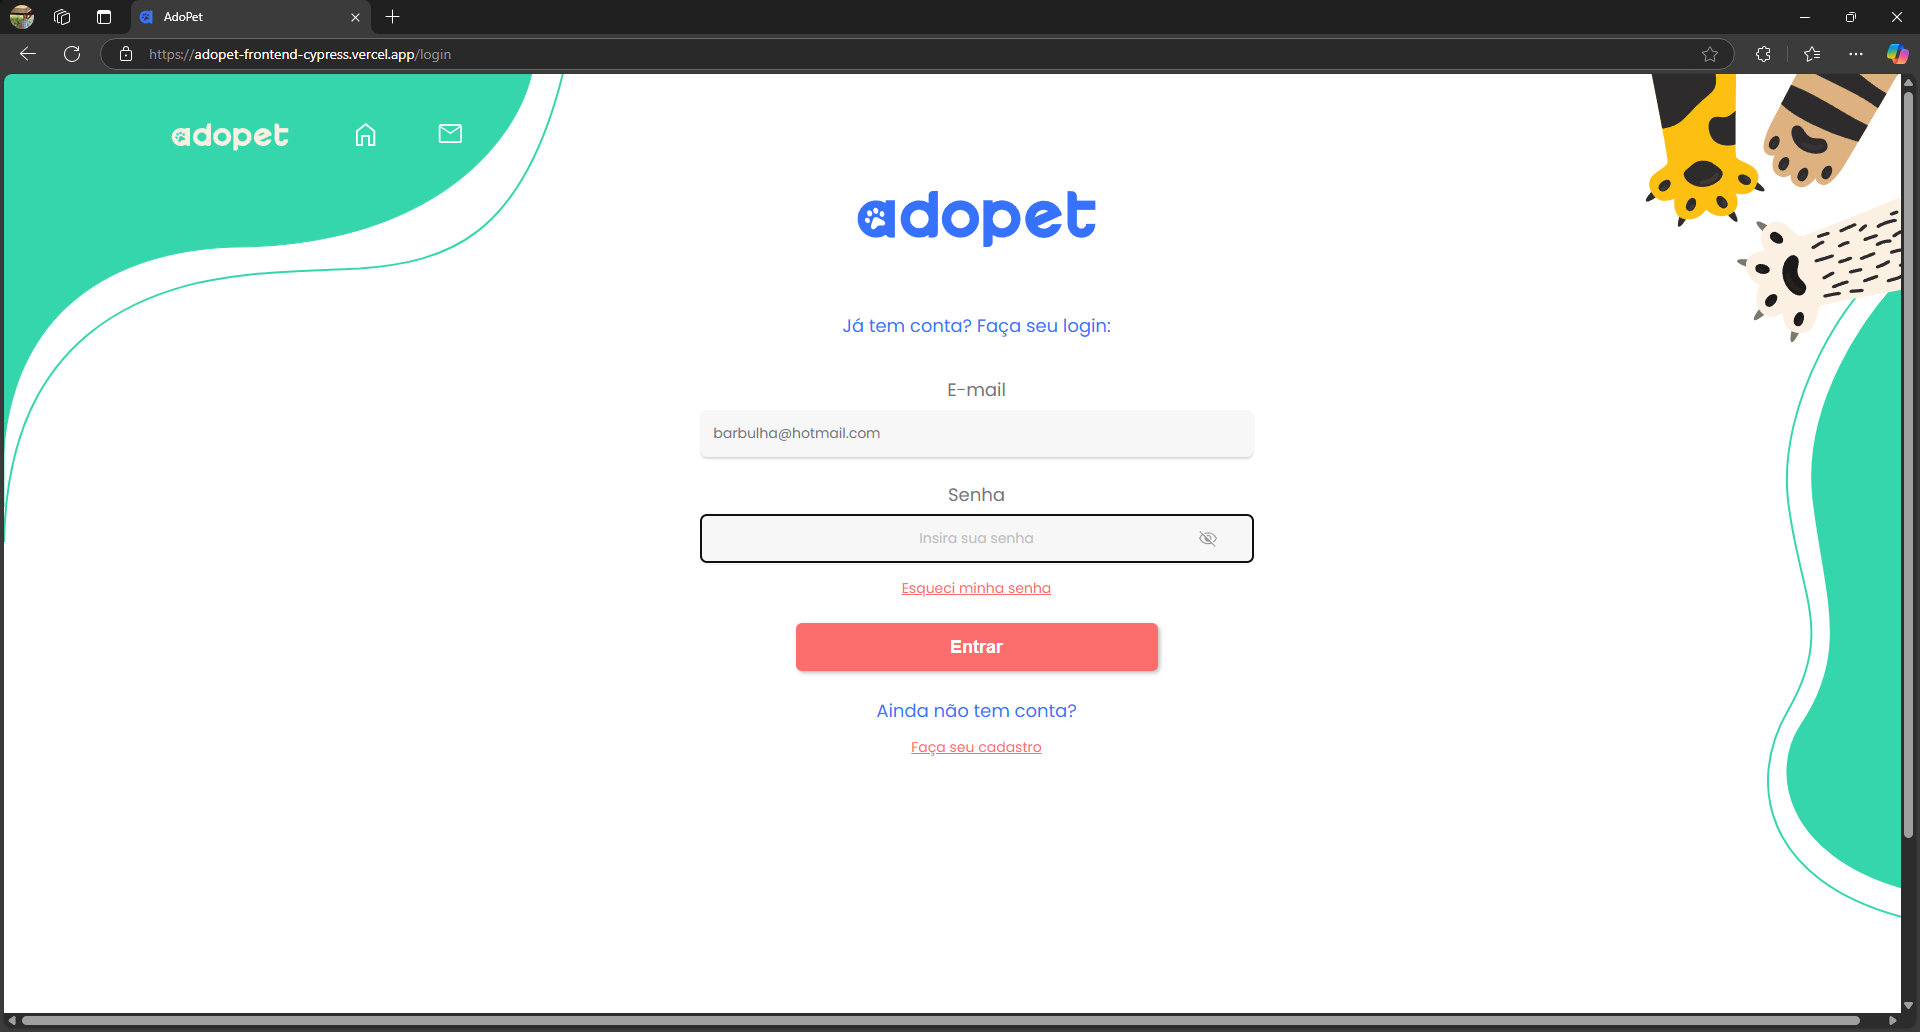 AdoPet
https://adopet-frontend-cypress.vercel.app/login
adopet
adopet
Já tem conta? Faça seu login:
E-mail
barbulha@hotmail.com
Senha
Insira sua senha
Esqueci minha senha
Entrar
Ainda não tem conta?
Faça seu cadastro